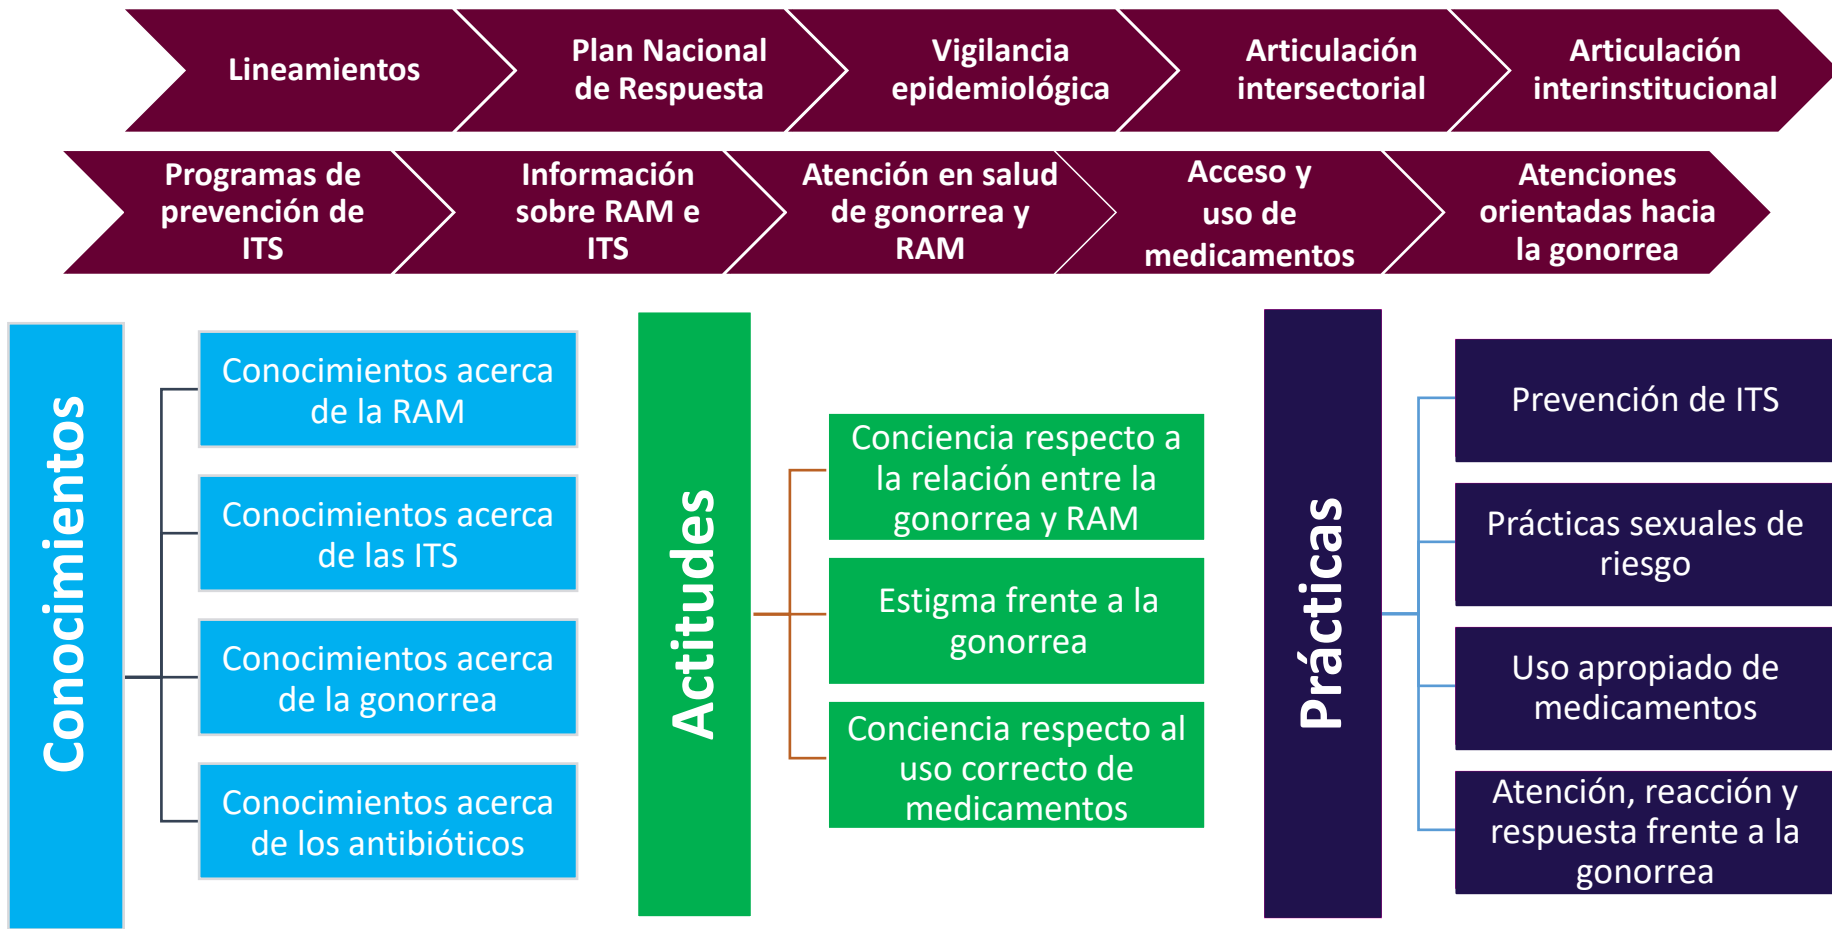 Lineamientos
Plan Nacional
de Respuesta
Vigilancia
epidemiológica
Articulación
intersectorial
Articulación
interinstitucional
Programas de
prevención de
ITS
Información
sobre RAM e
ITS
Atención en salud
de gonorrea y
RAM
Acceso y
uso de
medicamentos
Atenciones
orientadas hacia
la gonorrea
Conocimientos
Conocimientos acerca
de la RAM
Conocimientos acerca
de las ITS
Conocimientos acerca
de la gonorrea
Conocimientos acerca
de los antibióticos
Actitudes
Conciencia respecto a
la relación entre la
gonorrea y RAM
Estigma frente a la
gonorrea
Conciencia respecto al
uso correcto de
medicamentos
Prácticas
Prevención de ITS
Prácticas sexuales de
riesgo
Uso apropiado de
medicamentos
Atención, reacción y
respuesta frente a la
gonorrea